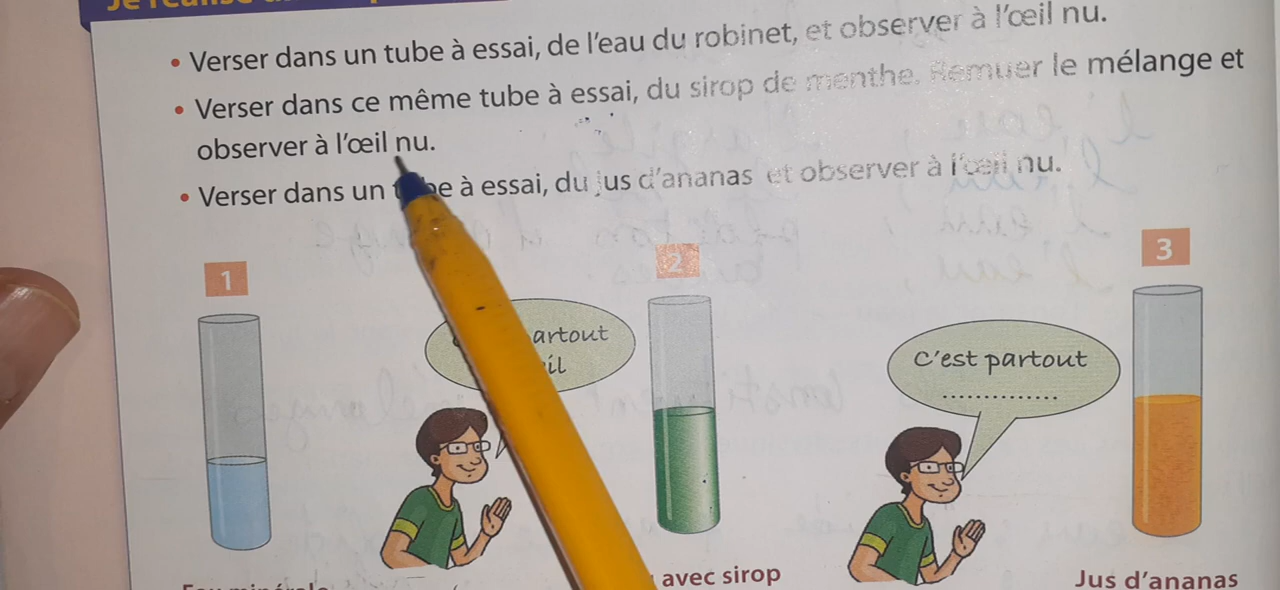 • Verser dans un tube à essai, de l'eau du robinet, et observer à l'œil nu.
• Verser dans ce même tube à essai, du sirop de menthe. Remuer le mélange et
observer à l'œil nu.
• Verser dans un tube à essai, du jus d'ananas et observer à l'œil nu.
1
2
3
artout
il
C'est partout
..............
avec sirop
Jus d'ananas